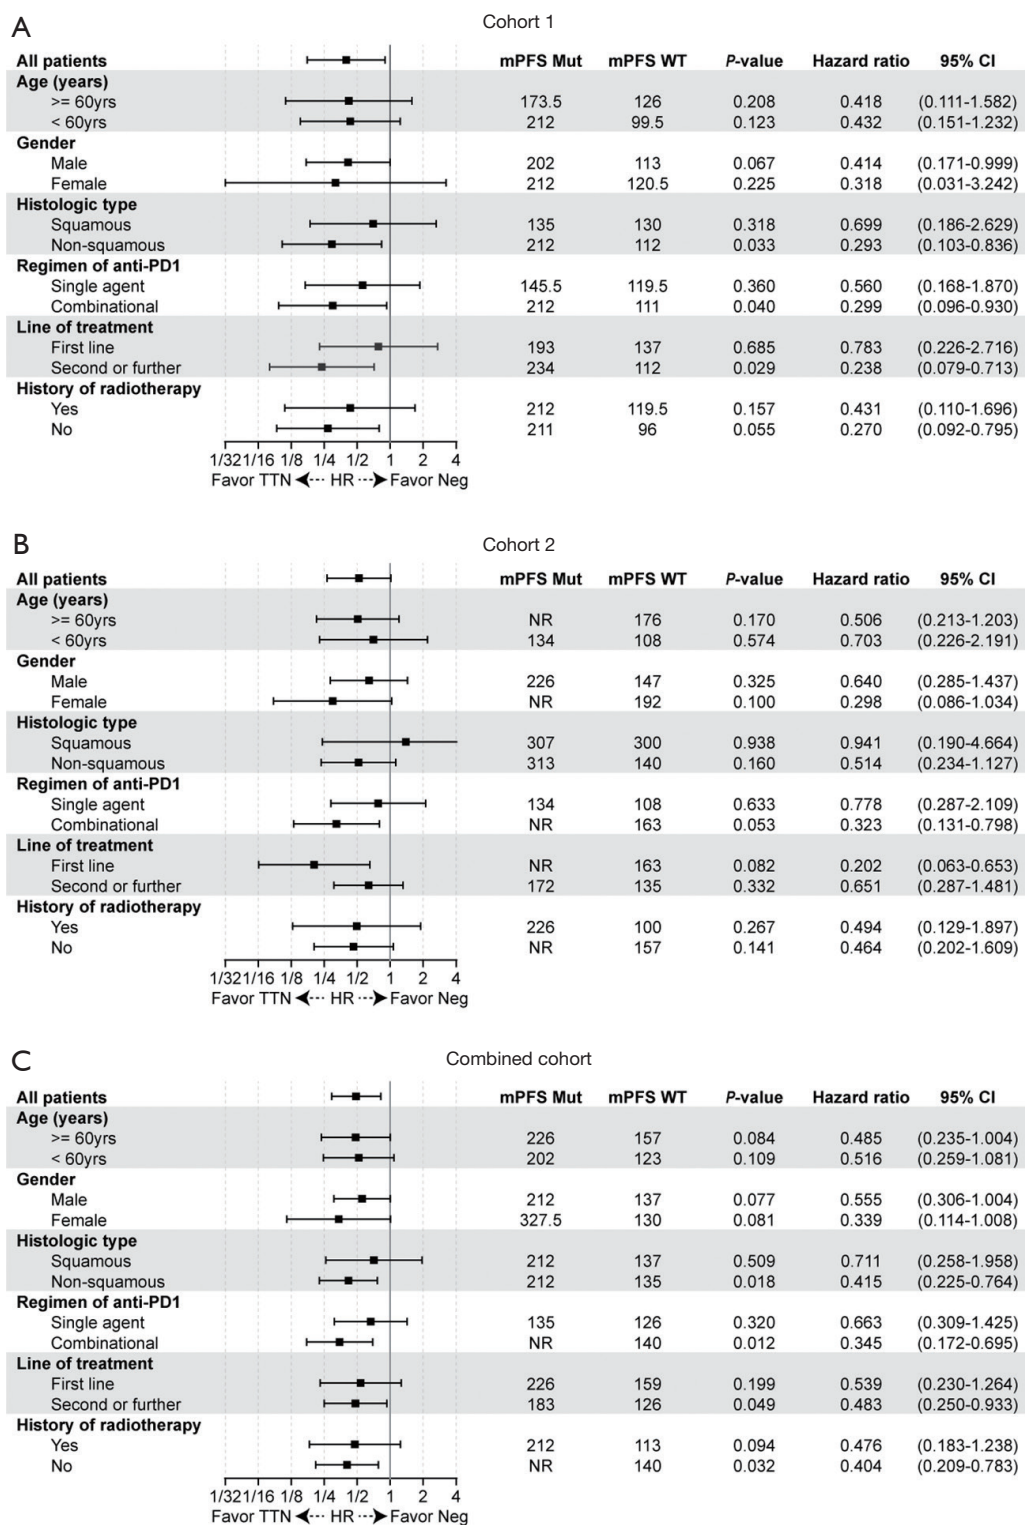 A
Cohort 1
All patients mPFS Mut mPFS WT P-value Hazard ratio 95% CI
Age (years)
>= 60yrs 173.5 126 0.208 0.418 (0.111-1.582)
< 60yrs 212 99.5 0.123 0.432 (0.151-1.232)
Gender
Male 202 113 0.067 0.414 (0.171-0.999)
Female 212 120.5 0.225 0.318 (0.031-3.242)
Histologic type
Squamous 135 130 0.318 0.699 (0.186-2.629)
Non-squamous 212 112 0.033 0.293 (0.103-0.836)
Regimen of anti-PD1
Single agent 145.5 119.5 0.360 0.560 (0.168-1.870)
Combinational 212 111 0.040 0.299 (0.096-0.930)
Line of treatment
First line 193 137 0.685 0.783 (0.226-2.716)
Second or further 234 112 0.029 0.238 (0.079-0.713)
History of radiotherapy
Yes 212 119.5 0.157 0.431 (0.110-1.696)
No 211 96 0.055 0.270 (0.092-0.795)
1/32 1/16 1/8 1/4 1/2 1 2 4
Favor TTN HR Favor Neg
B
Cohort 2
All patients mPFS Mut mPFS WT P-value Hazard ratio 95% CI
Age (years)
>= 60yrs NR 176 0.170 0.506 (0.213-1.203)
< 60yrs 134 108 0.574 0.703 (0.226-2.191)
Gender
Male 226 147 0.325 0.640 (0.285-1.437)
Female NR 192 0.100 0.298 (0.086-1.034)
Histologic type
Squamous 307 300 0.938 0.941 (0.190-4.664)
Non-squamous 313 140 0.160 0.514 (0.234-1.127)
Regimen of anti-PD1
Single agent 134 108 0.633 0.778 (0.287-2.109)
Combinational NR 163 0.053 0.323 (0.131-0.798)
Line of treatment
First line NR 163 0.082 0.202 (0.063-0.653)
Second or further 172 135 0.332 0.651 (0.287-1.481)
History of radiotherapy
Yes 226 100 0.267 0.494 (0.129-1.897)
No NR 157 0.141 0.464 (0.202-1.609)
1/32 1/16 1/8 1/4 1/2 1 2 4
Favor TTN HR Favor Neg
C
Combined cohort
All patients mPFS Mut mPFS WT P-value Hazard ratio 95% CI
Age (years)
>= 60yrs 226 157 0.084 0.485 (0.235-1.004)
< 60yrs 202 123 0.109 0.516 (0.259-1.081)
Gender
Male 212 137 0.077 0.555 (0.306-1.004)
Female 327.5 130 0.081 0.339 (0.114-1.008)
Histologic type
Squamous 212 137 0.509 0.711 (0.258-1.958)
Non-squamous 212 135 0.018 0.415 (0.225-0.764)
Regimen of anti-PD1
Single agent 135 126 0.320 0.663 (0.309-1.425)
Combinational NR 140 0.012 0.345 (0.172-0.695)
Line of treatment
First line 226 159 0.199 0.539 (0.230-1.264)
Second or further 183 126 0.049 0.483 (0.250-0.933)
History of radiotherapy
Yes 212 113 0.094 0.476 (0.183-1.238)
No NR 140 0.032 0.404 (0.209-0.783)
1/32 1/16 1/8 1/4 1/2 1 2 4
Favor TTN HR Favor Neg